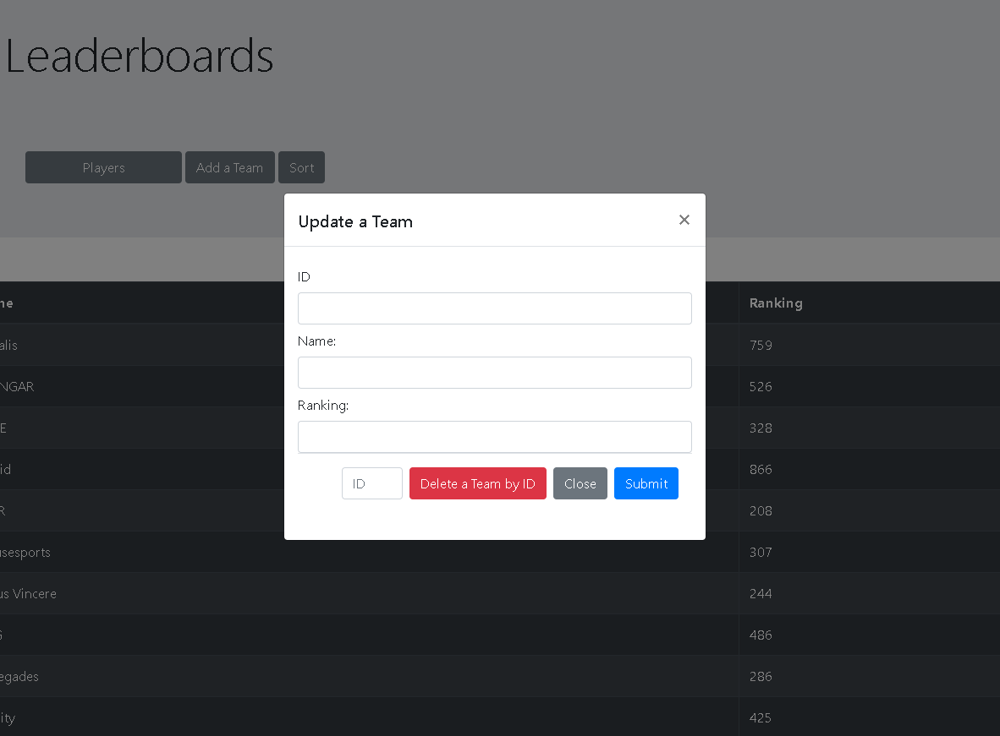 Leaderboards
Players Add a Team Sort
Update a Team ×
ID
Name:
Ranking:
ID Delete a Team by ID Close Submit
ne Ranking
alis 759
NGAR 526
E 328
id 866
R 208
usesports 307
us Vincere 244
G 486
egades 286
ity 425